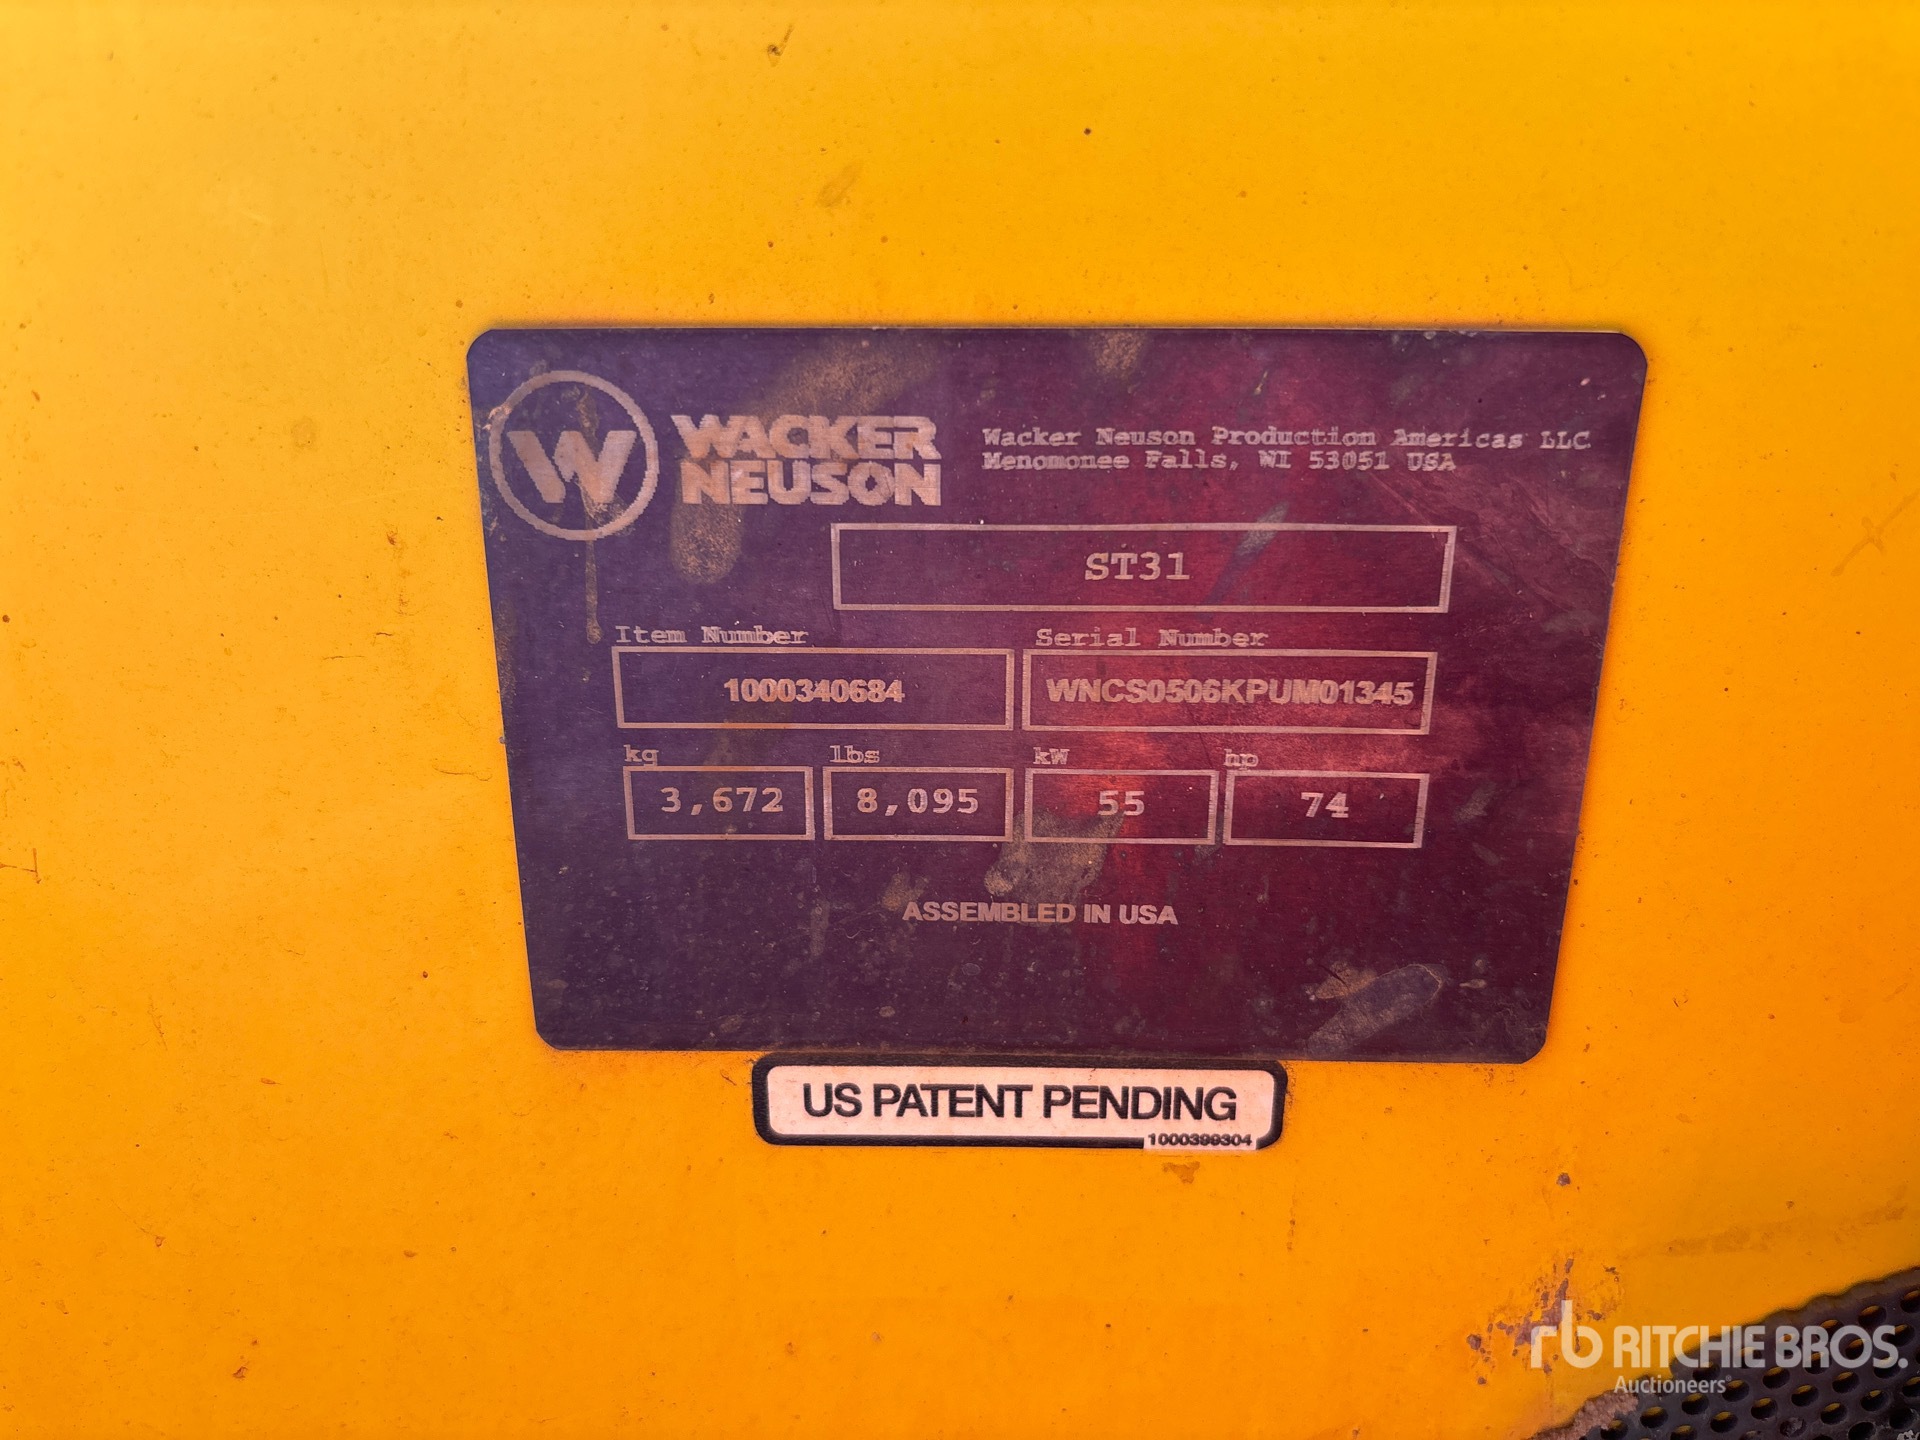 W
WACKER
NEUSON
Wacker Neuson Production Americas LLC
Menomonee Falls, WI 53051 USA
ST31
Item Number
Serial Number
1000340684
WNCS0506KPUM01345
kg
lbs
kW
hp
3,672
8,095
55
74
ASSEMBLED IN USA
US PATENT PENDING
1000399304
rb RITCHIE BROS.
Auctioneers